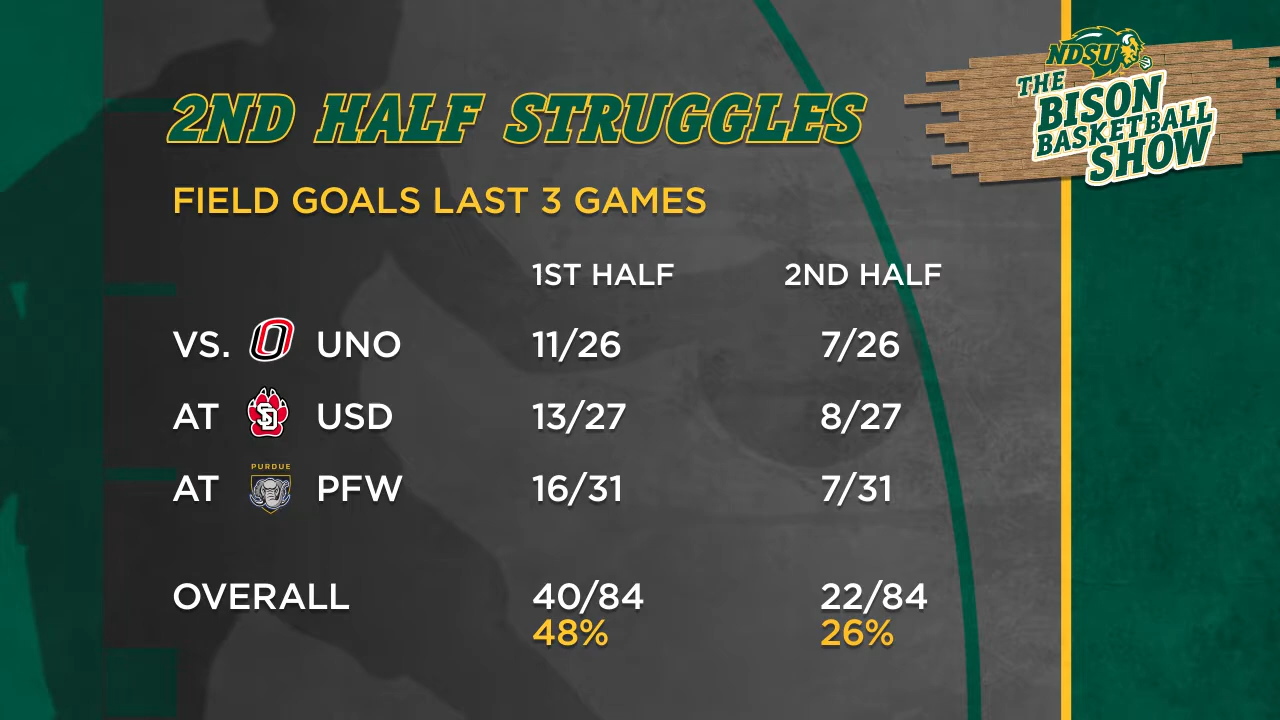 NDSU
THE
BISON
BASKETBALL
SHOW
2ND HALF STRUGGLES
FIELD GOALS LAST 3 GAMES
1ST HALF 2ND HALF
VS. O UNO 11/26 7/26
AT SD USD 13/27 8/27
PURDUE
AT PFW 16/31 7/31
OVERALL 40/84 22/84
48% 26%